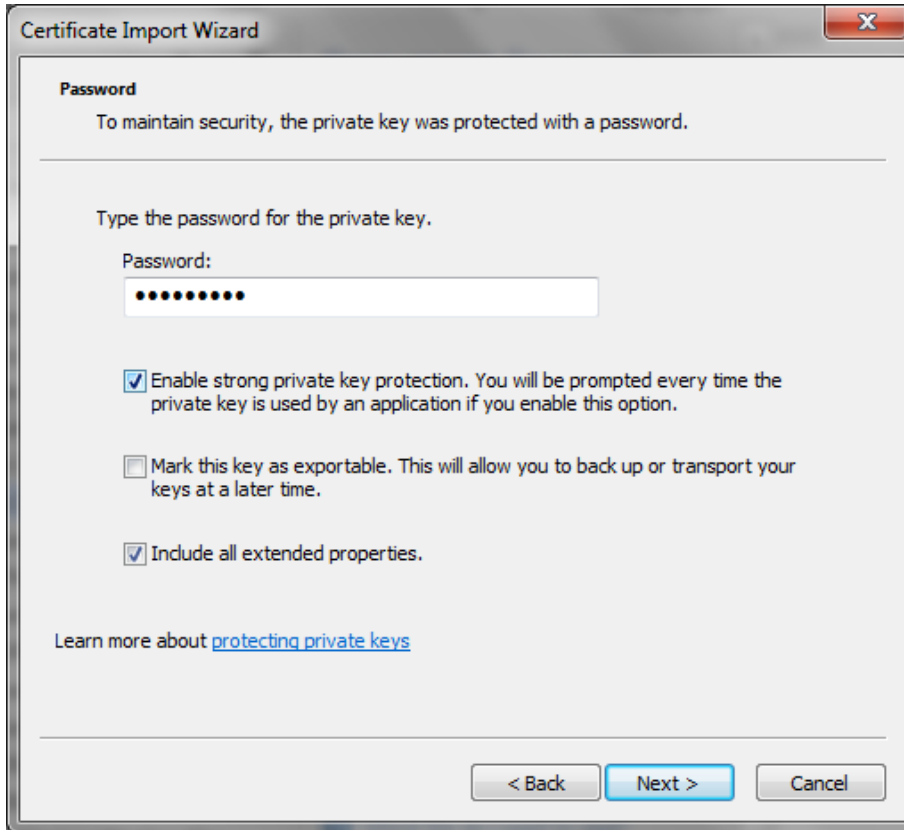 Certificate Import Wizard
Password
To maintain security, the private key was protected with a password.
Type the password for the private key.
Password:
•••••••••
Enable strong private key protection. You will be prompted every time the
private key is used by an application if you enable this option.
Mark this key as exportable. This will allow you to back up or transport your
keys at a later time.
Include all extended properties.
Learn more about protecting private keys
< Back Next > Cancel